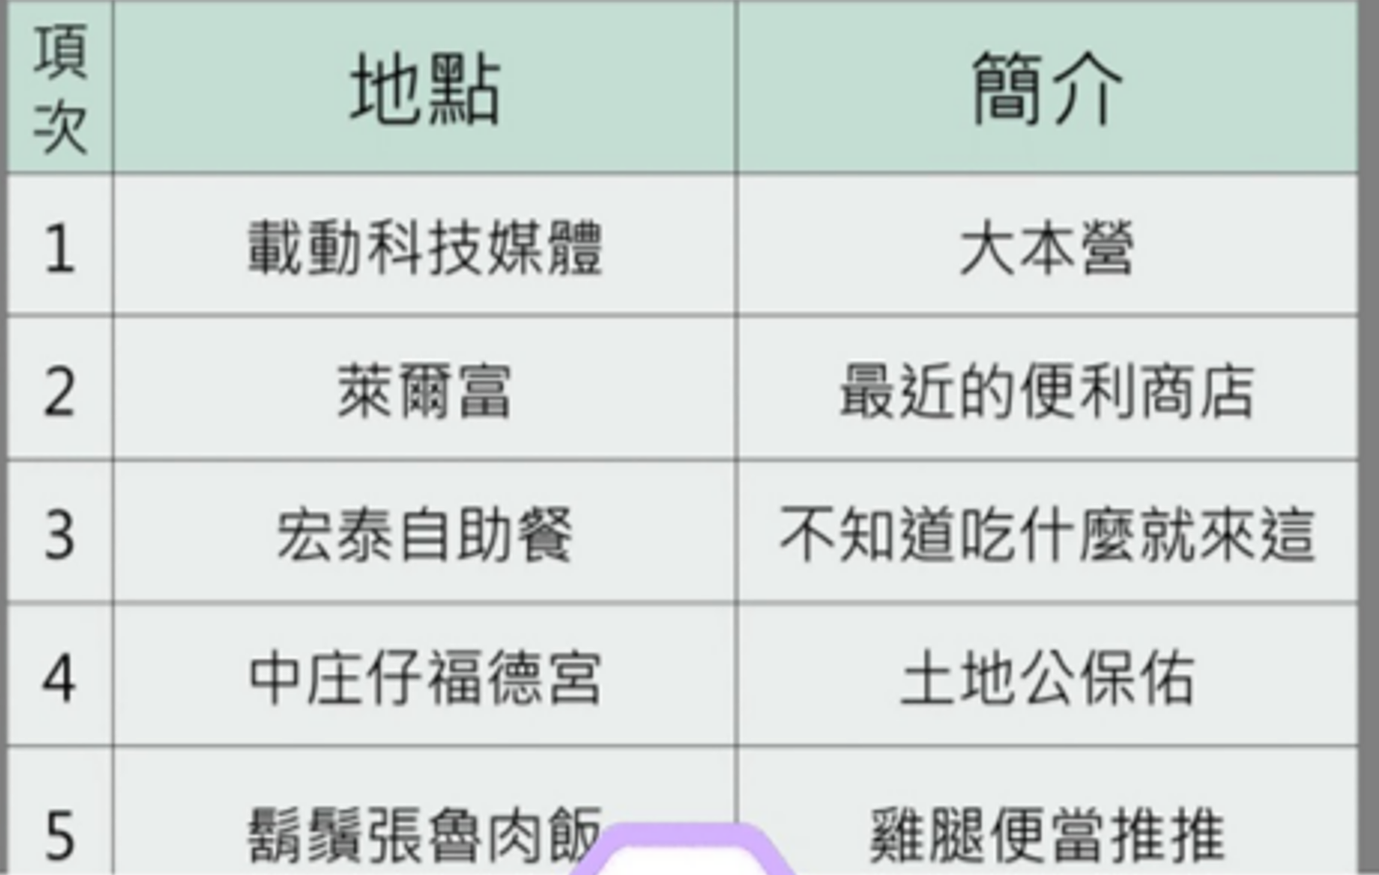 項次 地點 簡介
1 載動科技媒體 大本營
2 萊爾富 最近的便利商店
3 宏泰自助餐 不知道吃什麼就來這
4 中庄仔福德宮 土地公保佑
5 鬍鬚張魯肉飯 雞腿便當推推